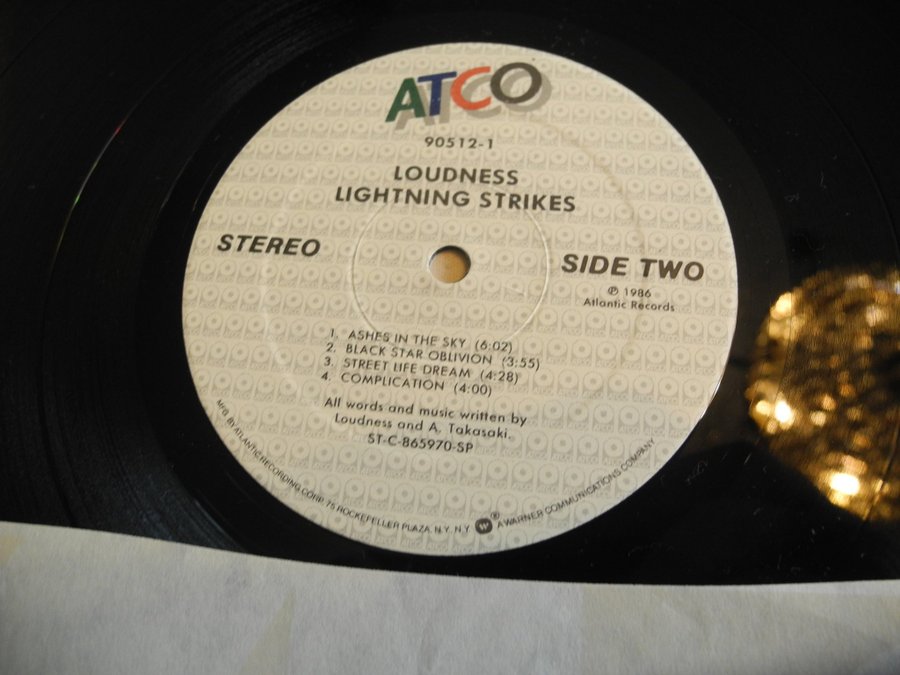 ATCO
90512-1
LOUDNESS
LIGHTNING STRIKES
STEREO
SIDE TWO
℗ 1986
Atlantic Records
1. ASHES IN THE SKY (6:02)
2. BLACK STAR OBLIVION (3:55)
3. STREET LIFE DREAM (4:28)
4. COMPLICATION (4:00)
All words and music written by
Loudness and A. Takasaki.
ST-C-865970-SP
MFG. BY ATLANTIC RECORDING CORP. 75 ROCKEFELLER PLAZA, N.Y. N.Y. ® A WARNER COMMUNICATIONS COMPANY